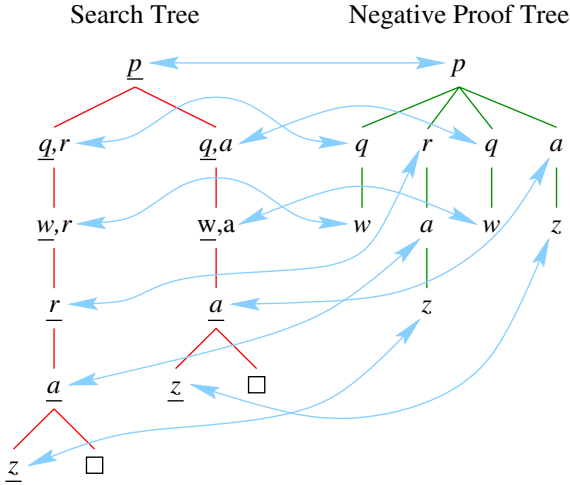 Search Tree Negative Proof Tree
p p
q,r q,a q r q a
w,r w,a w a w z
r a z
a z
z